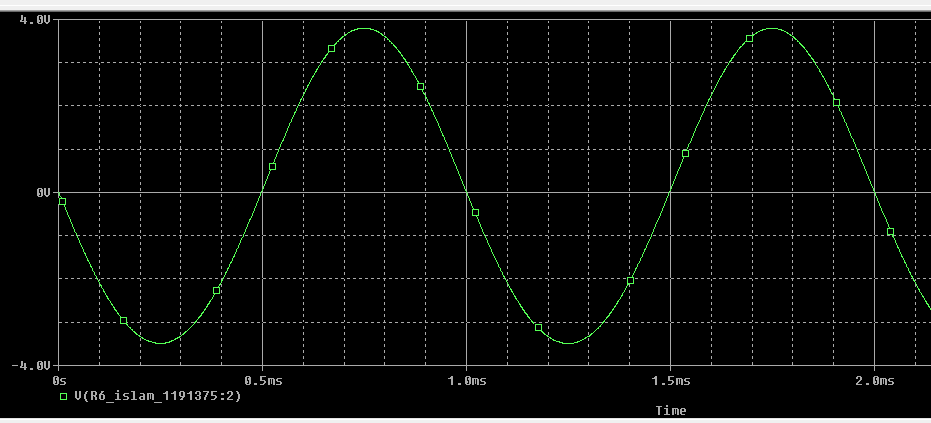 4.0V
0V
-4.0V
0s 0.5ms 1.0ms 1.5ms 2.0ms
V(R6_islam_1191375:2)
Time